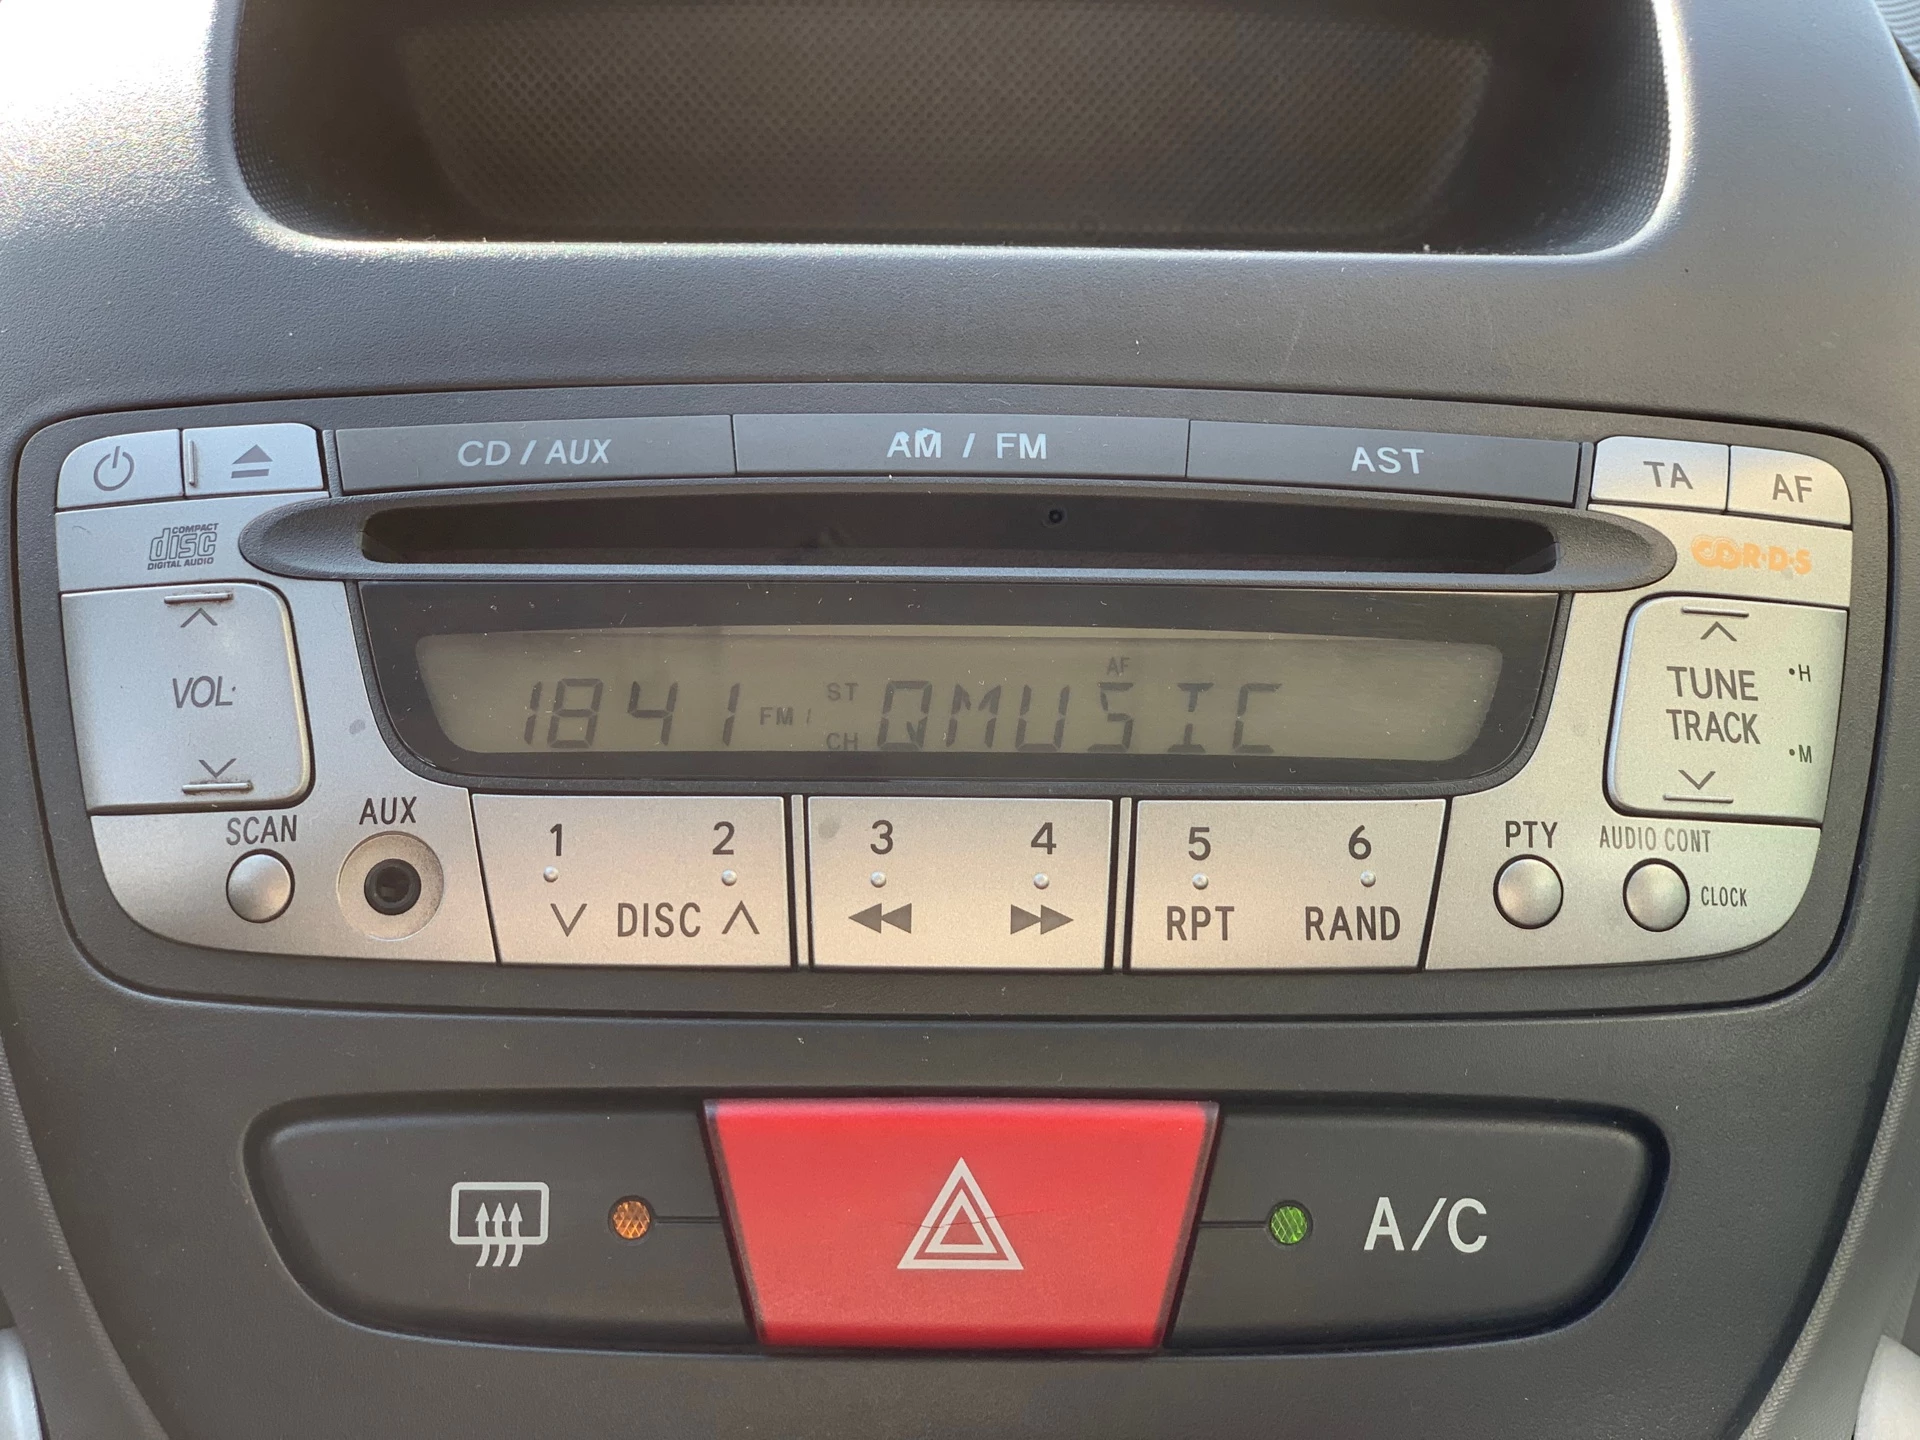 CD / AUX AM / FM AST TA AF
COMPACT
disc
DIGITAL AUDIO
R·D·S
VOL
1841 FM 1 ST CH AF QMUSIC
TUNE
TRACK
•H
•M
SCAN AUX 1 2 3 4 5 6 PTY AUDIO CONT
DISC RPT RAND CLOCK
A/C